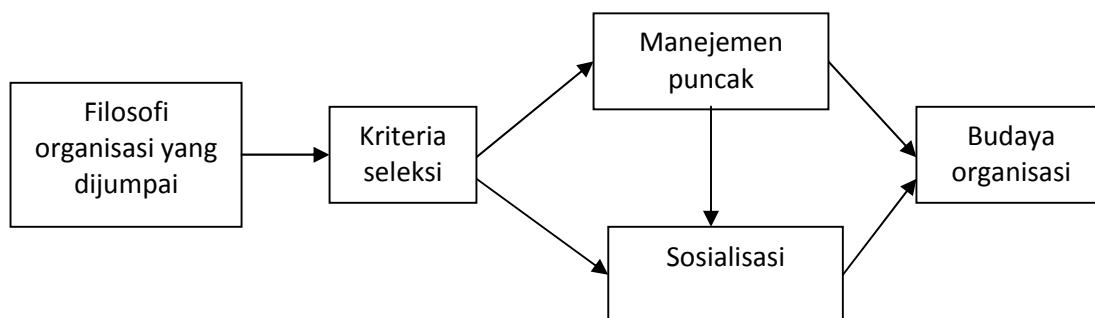 Filosofi
organisasi yang
dijumpai
Kriteria
seleksi
Manejemen
puncak
Sosialisasi
Budaya
organisasi